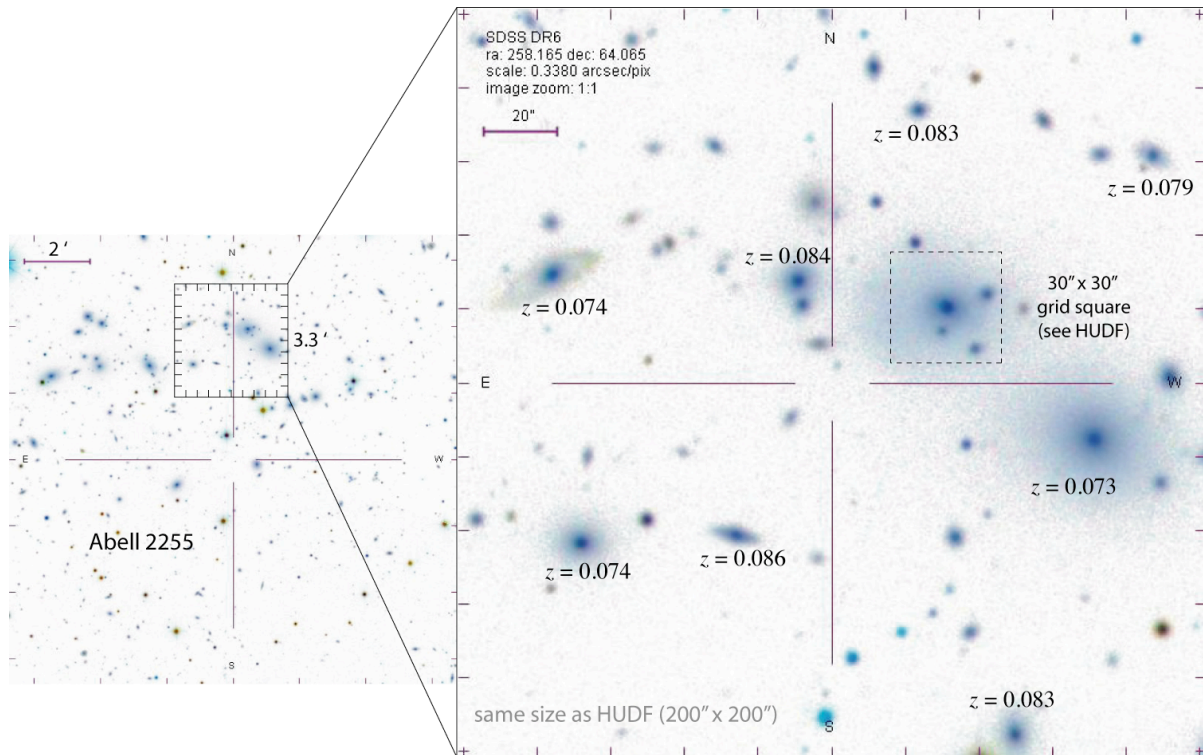 2 ‘
N
3.3 ‘
E
W
Abell 2255
S
SDSS DR6
ra: 258.165 dec: 64.065
scale: 0.3380 arcsec/pix
image zoom: 1:1
20"
N
z = 0.083
z = 0.079
z = 0.084
z = 0.074
30” x 30”
grid square
(see HUDF)
E
W
z = 0.073
z = 0.074
z = 0.086
z = 0.083
same size as HUDF (200” x 200”)
S